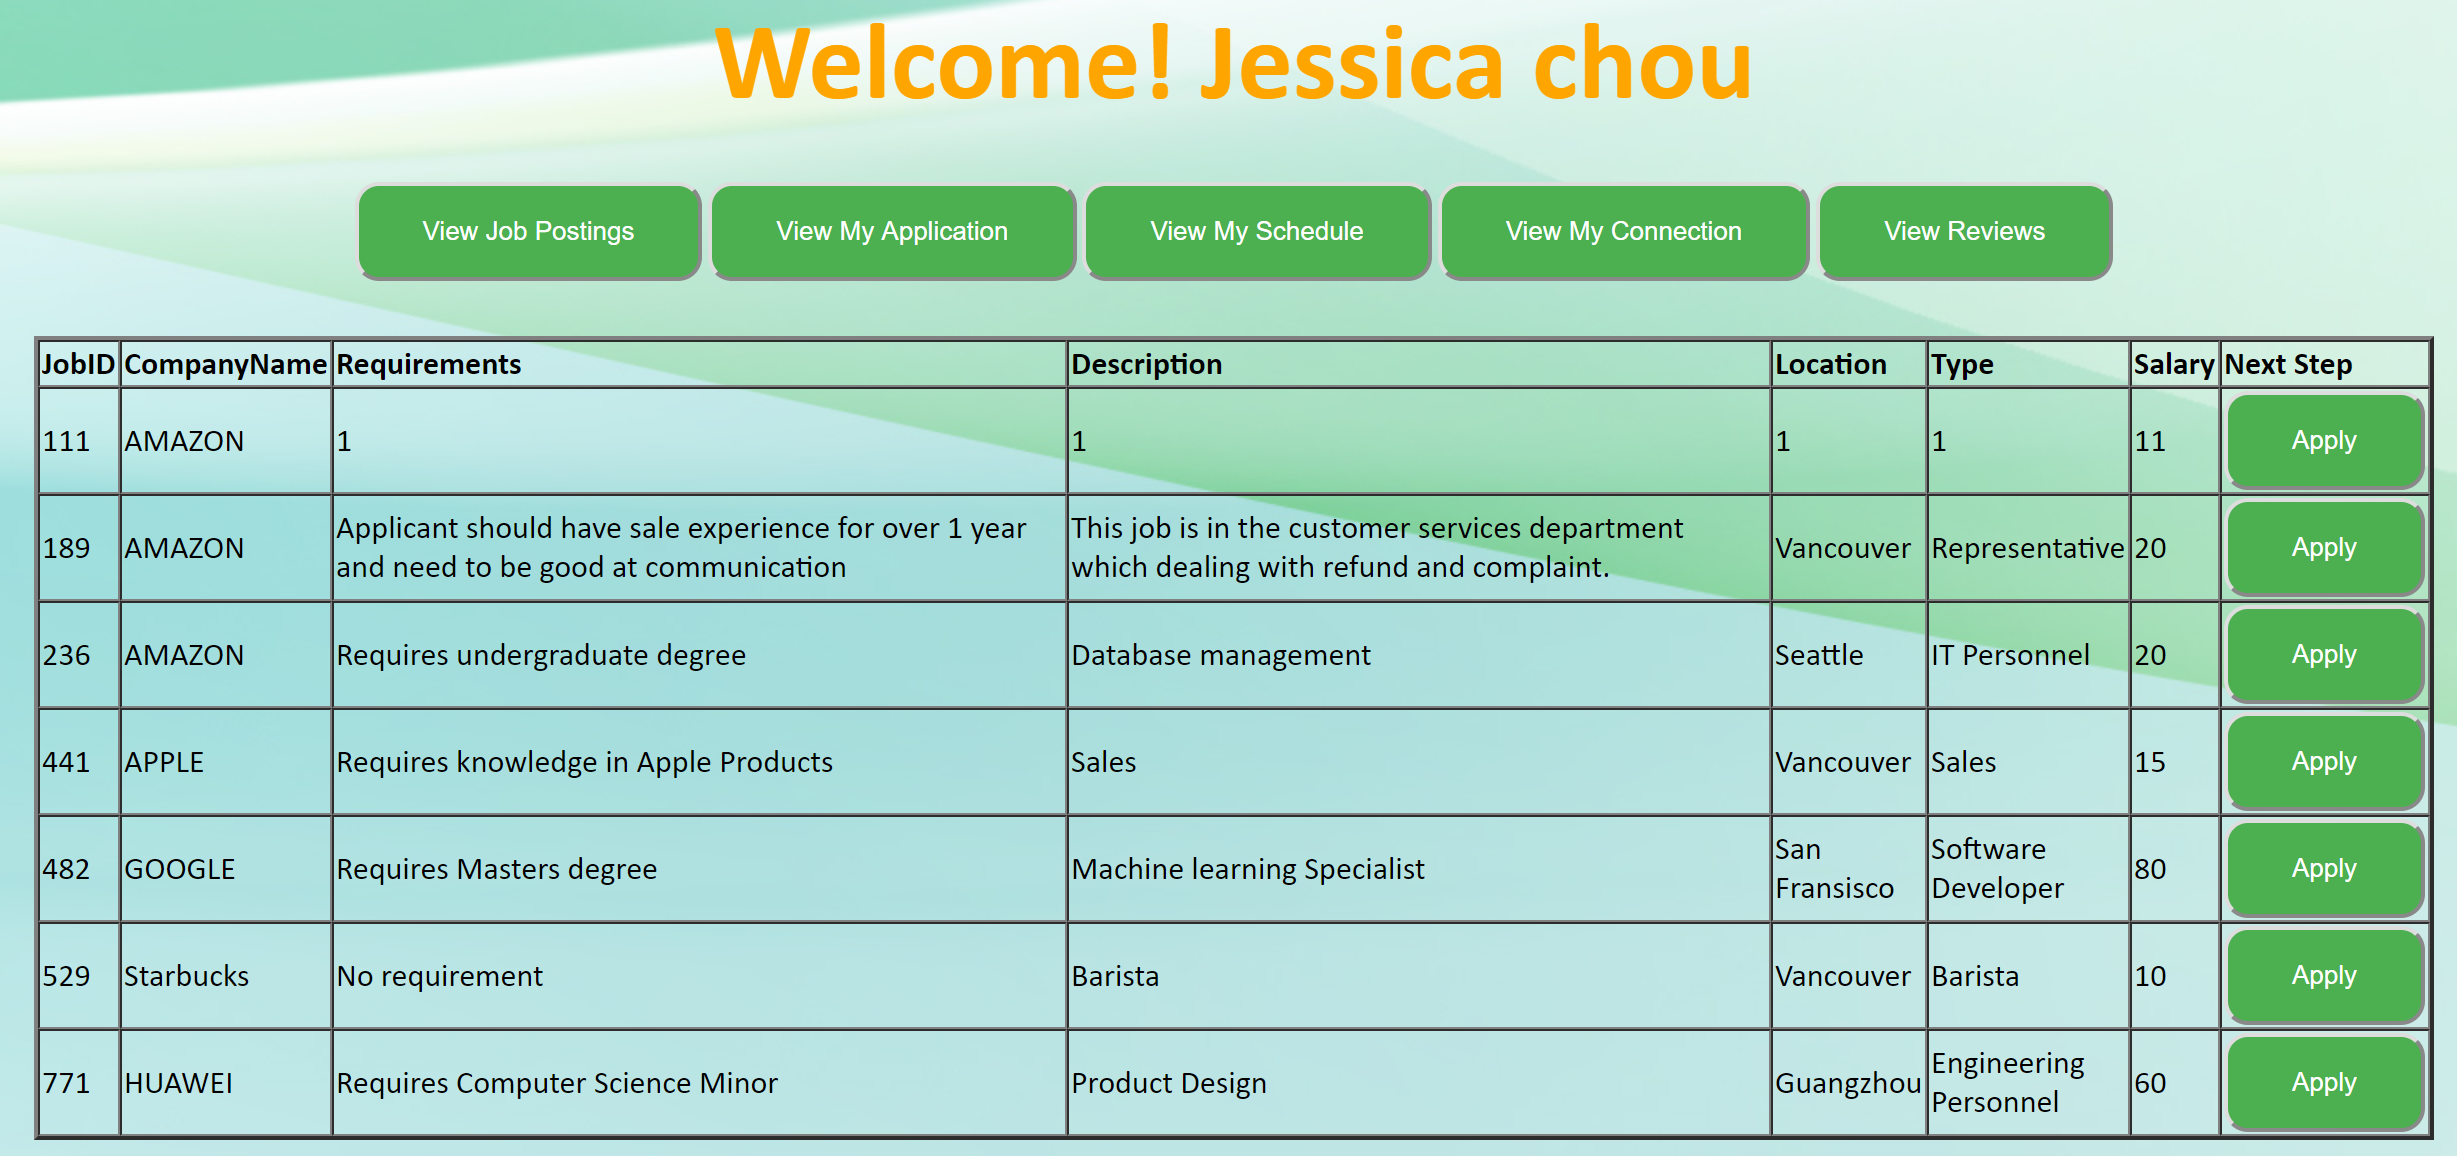 Welcome! Jessica chou
View Job Postings View My Application View My Schedule View My Connection View Reviews
JobID CompanyName Requirements Description Location Type Salary Next Step
111 AMAZON 1 1 1 1 11 Apply
189 AMAZON Applicant should have sale experience for over 1 year and need to be good at communication This job is in the customer services department which dealing with refund and complaint. Vancouver Representative 20 Apply
236 AMAZON Requires undergraduate degree Database management Seattle IT Personnel 20 Apply
441 APPLE Requires knowledge in Apple Products Sales Vancouver Sales 15 Apply
482 GOOGLE Requires Masters degree Machine learning Specialist San Fransisco Software Developer 80 Apply
529 Starbucks No requirement Barista Vancouver Barista 10 Apply
771 HUAWEI Requires Computer Science Minor Product Design Guangzhou Engineering Personnel 60 Apply